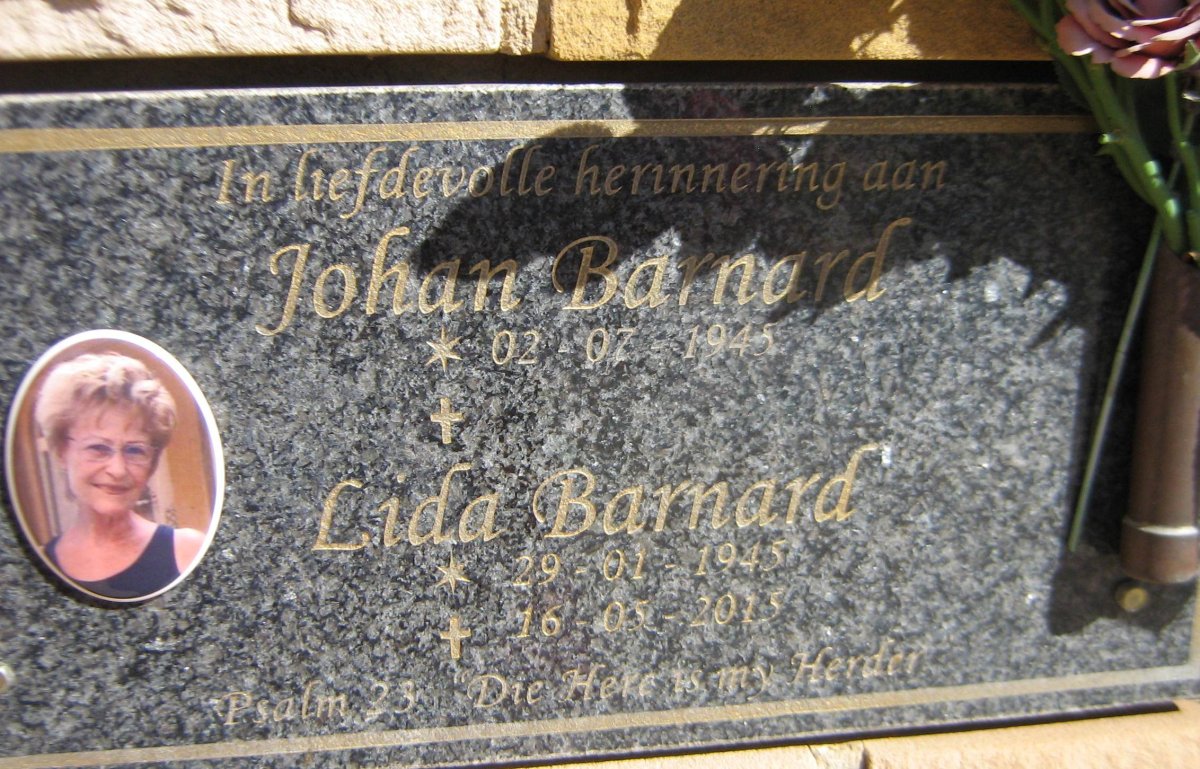 In liefdevolle herinnering aan
Johan Barnard
02 - 07 - 1945
Lida Barnard
29 - 01 - 1945
16 - 05 - 2015
Psalm 23 "Die Here is my Herder